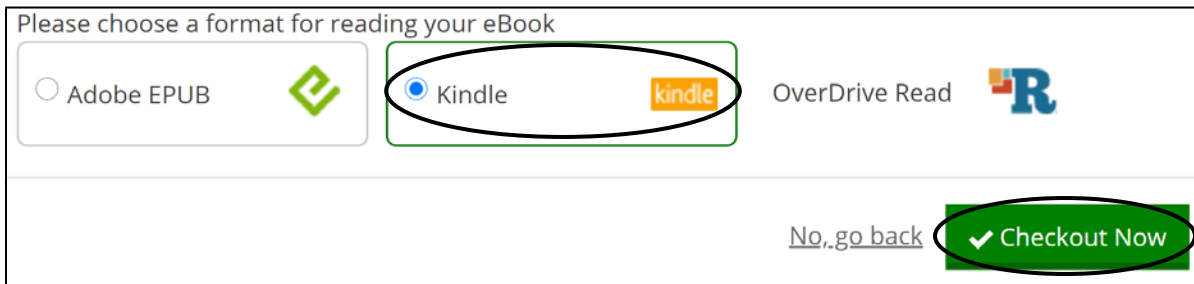 Please choose a format for reading your eBook
Adobe EPUB
Kindle kindle
OverDrive Read R
No, go back
Checkout Now